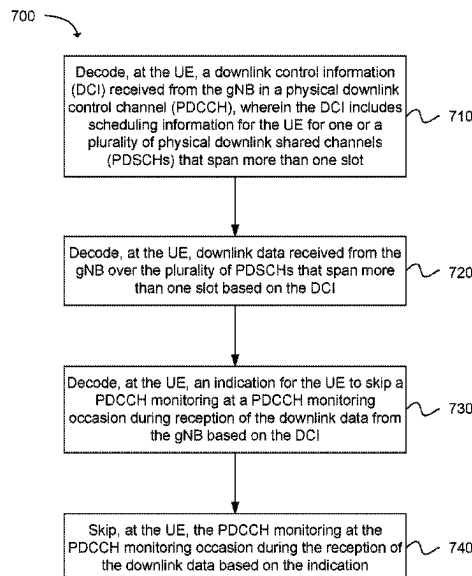 700
Decode, at the UE, a downlink control information
(DCI) received from the gNB in a physical downlink
control channel (PDCCH), wherein the DCI includes
scheduling information for the UE for one or a
plurality of physical downlink shared channels
(PDSCHs) that span more than one slot
710
Decode, at the UE, downlink data received from the
gNB over the plurality of PDSCHs that span more
than one slot based on the DCI
720
Decode, at the UE, an indication for the UE to skip a
PDCCH monitoring at a PDCCH monitoring
occasion during reception of the downlink data from
the gNB based on the DCI
730
Skip, at the UE, the PDCCH monitoring at the
PDCCH monitoring occasion during the reception of
the downlink data based on the indication
740